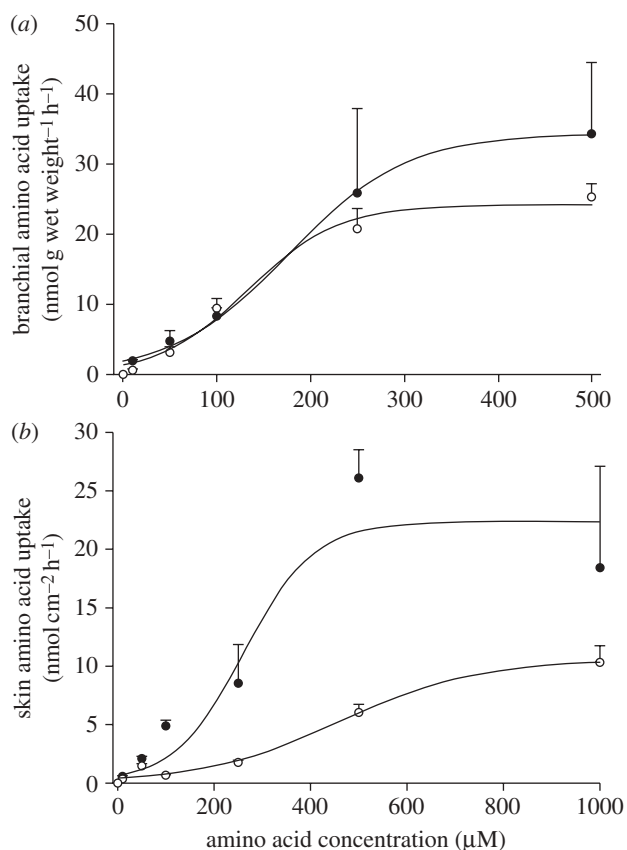 (a)
50
40
30
20
10
0
branchial amino acid uptake
(nmol g wet weight⁻¹ h⁻¹)
0 100 200 300 400 500
(b)
30
25
20
15
10
5
0
skin amino acid uptake
(nmol cm⁻² h⁻¹)
0 200 400 600 800 1000
amino acid concentration (μM)